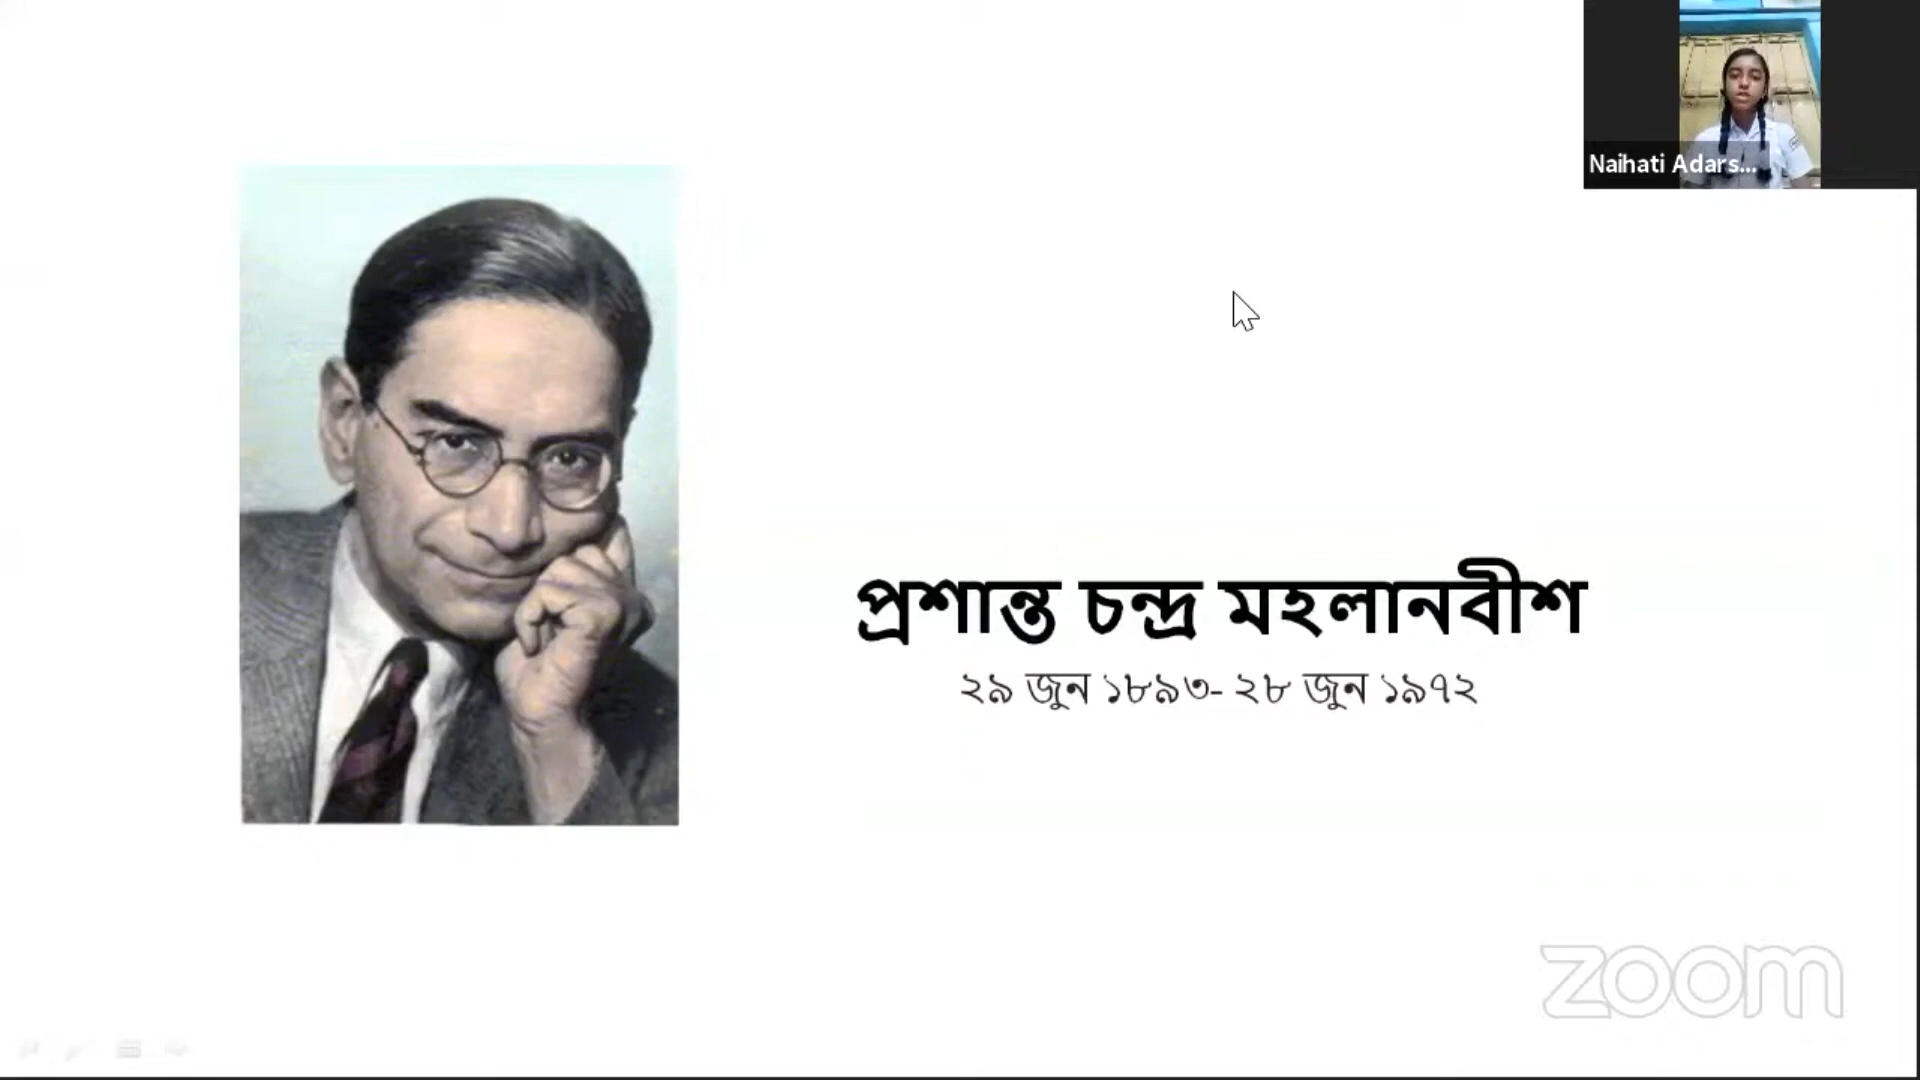 Naihati Adars...
প্রশান্ত চন্দ্র মহলানবীশ
২৯ জুন ১৮৯৩- ২৮ জুন ১৯৭২
zoom